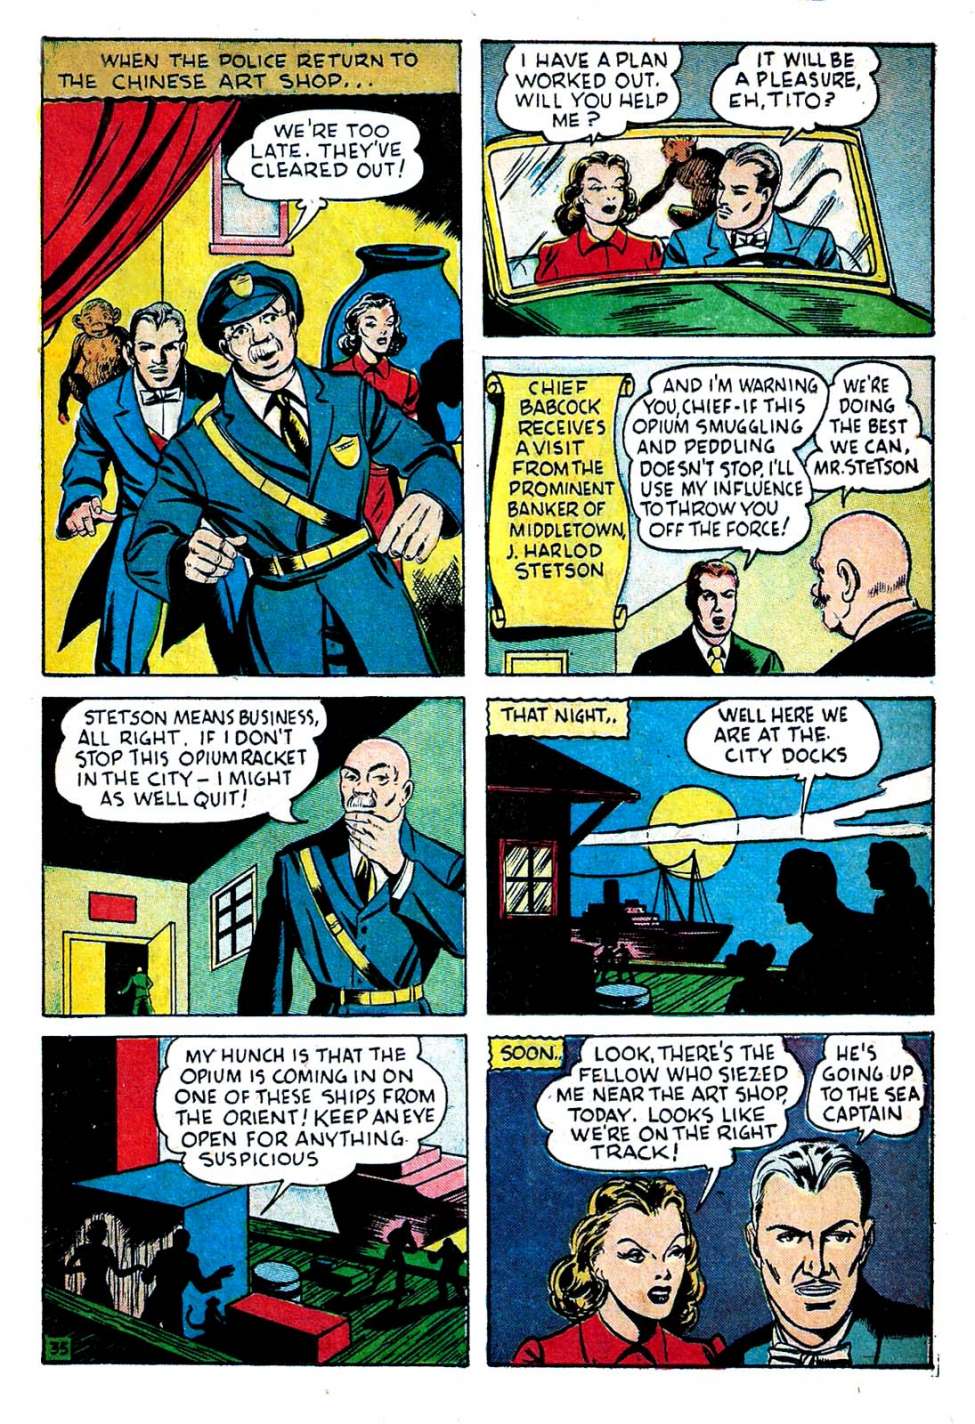 WHEN THE POLICE RETURN TO
THE CHINESE ART SHOP...
WE'RE TOO
LATE. THEY'VE
CLEARED OUT!
I HAVE A PLAN
WORKED OUT.
WILL YOU HELP
ME?
IT WILL BE
A PLEASURE,
EH, TITO?
CHIEF
BABCOCK
RECEIVES
A VISIT
FROM THE
PROMINENT
BANKER OF
MIDDLETOWN,
J. HARLOD
STETSON
AND I'M WARNING
YOU, CHIEF-IF THIS
OPIUM SMUGGLING
AND PEDDLING
DOESN'T STOP, I'LL
USE MY INFLUENCE
TO THROW YOU
OFF THE FORCE!
WE'RE
DOING
THE BEST
WE CAN,
MR. STETSON
STETSON MEANS BUSINESS,
ALL RIGHT. IF I DON'T
STOP THIS OPIUM RACKET
IN THE CITY - I MIGHT
AS WELL QUIT!
THAT NIGHT..
WELL HERE WE
ARE AT THE
CITY DOCKS
MY HUNCH IS THAT THE
OPIUM IS COMING IN ON
ONE OF THESE SHIPS FROM
THE ORIENT! KEEP AN EYE
OPEN FOR ANYTHING
SUSPICIOUS
35
SOON..
LOOK, THERE'S THE
FELLOW WHO SIEZED
ME NEAR THE ART SHOP,
TODAY. LOOKS LIKE
WE'RE ON THE RIGHT
TRACK!
HE'S
GOING UP
TO THE SEA
CAPTAIN